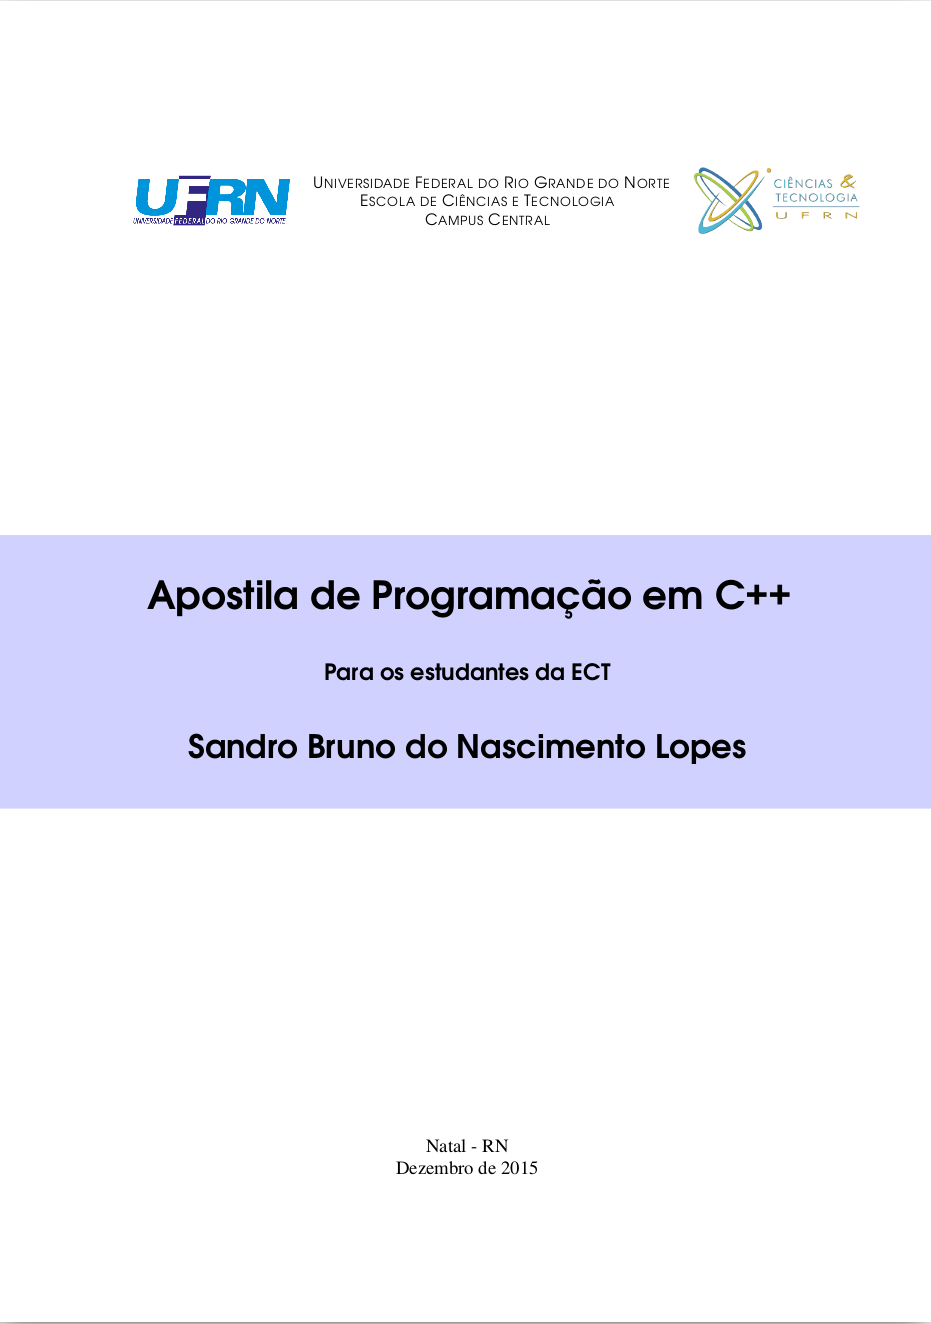 UFRN
UNIVERSIDADE FEDERAL DO RIO GRANDE DO NORTE
UNIVERSIDADE FEDERAL DO RIO GRANDE DO NORTE
ESCOLA DE CIÊNCIAS E TECNOLOGIA
CAMPUS CENTRAL
CIÊNCIAS &
TECNOLOGIA
UFRN
Apostila de Programação em C++
Para os estudantes da ECT
Sandro Bruno do Nascimento Lopes
Natal - RN
Dezembro de 2015